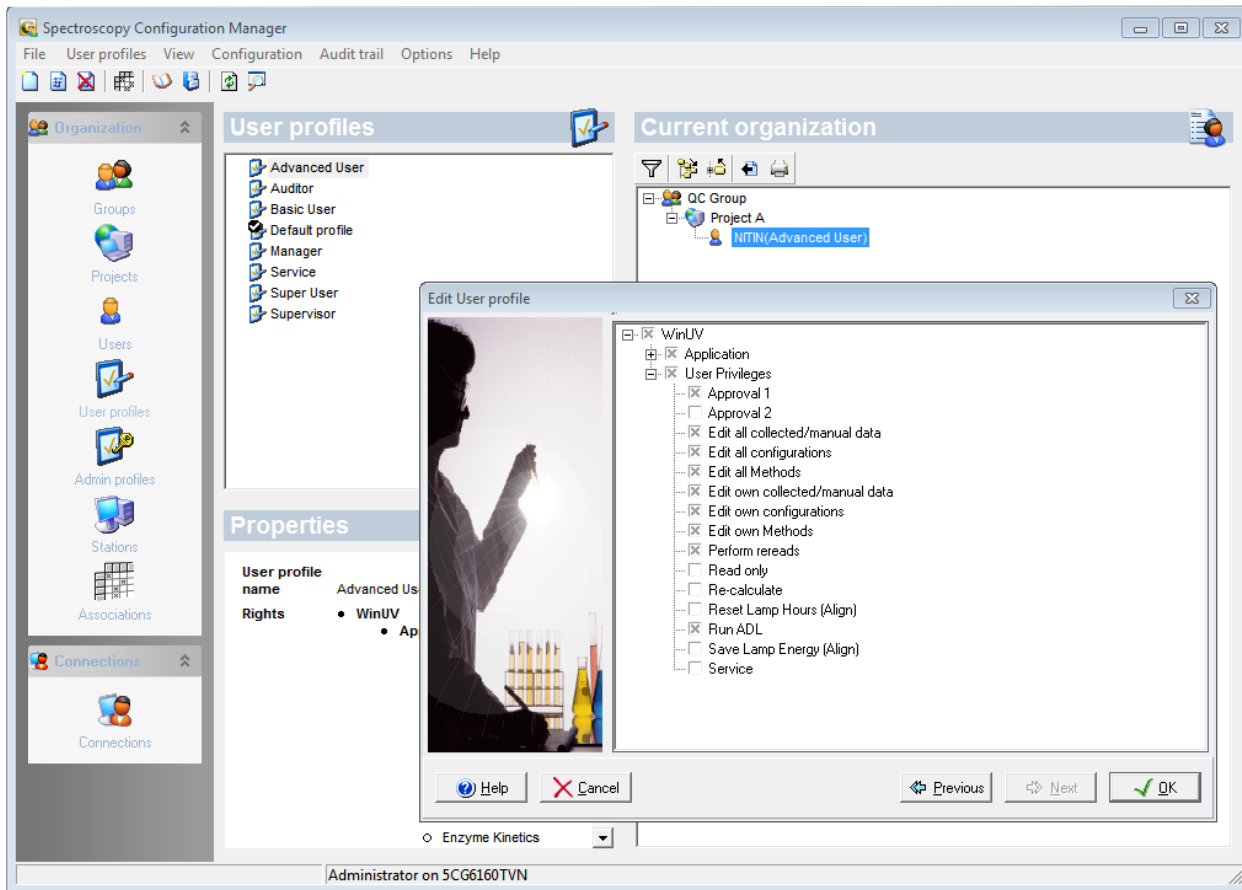 Spectroscopy Configuration Manager
File User profiles View Configuration Audit trail Options Help
Organization
Groups
Projects
Users
User profiles
Admin profiles
Stations
Associations
Connections
Connections
User profiles
Advanced User
Auditor
Basic User
Default profile
Manager
Service
Super User
Supervisor
Current organization
QC Group
Project A
NITIN(Advanced User)
Properties
User profile
name Advanced Us
Rights • WinUV
• Ap
Enzyme Kinetics
Edit User profile
WinUV
Application
User Privileges
Approval 1
Approval 2
Edit all collected/manual data
Edit all configurations
Edit all Methods
Edit own collected/manual data
Edit own configurations
Edit own Methods
Perform rereads
Read only
Re-calculate
Reset Lamp Hours (Align)
Run ADL
Save Lamp Energy (Align)
Service
Help Cancel Previous Next OK
Administrator on 5CG6160TVN